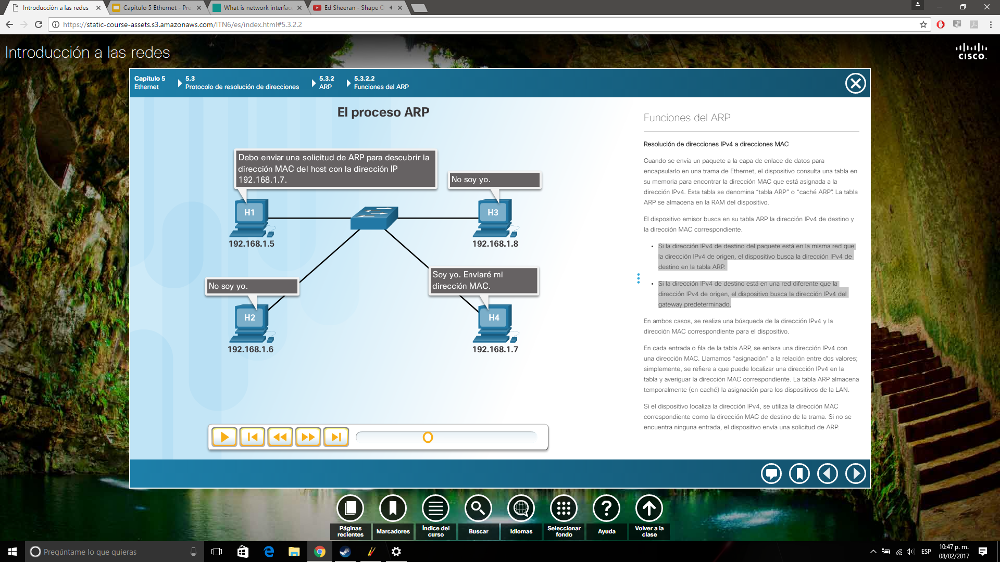 Introducción a las redes
Capitulo 5 Ethernet - Pre
What is network interface
Ed Sheeran - Shape O
https://static-course-assets.s3.amazonaws.com/ITN6/es/index.html#5.3.2.2
Introducción a las redes
CISCO
Capítulo 5
Ethernet
5.3
Protocolo de resolución de direcciones
5.3.2
ARP
5.3.2.2
Funciones del ARP
El proceso ARP
Debo enviar una solicitud de ARP para descubrir la
dirección MAC del host con la dirección IP
192.168.1.7.
No soy yo.
H1
H3
192.168.1.5
192.168.1.8
No soy yo.
Soy yo. Enviaré mi
dirección MAC.
H2
H4
192.168.1.6
192.168.1.7
Funciones del ARP
Resolución de direcciones IPv4 a direcciones MAC
Cuando se envía un paquete a la capa de enlace de datos para
encapsularlo en una trama de Ethernet, el dispositivo consulta una tabla en
su memoria para encontrar la dirección MAC que está asignada a la
dirección IPv4. Esta tabla se denomina “tabla ARP” o “caché ARP”. La tabla
ARP se almacena en la RAM del dispositivo.
El dispositivo emisor busca en su tabla ARP la dirección IPv4 de destino y
la dirección MAC correspondiente.
• Si la dirección IPv4 de destino del paquete está en la misma red que
la dirección IPv4 de origen, el dispositivo busca la dirección IPv4 de
destino en la tabla ARP.
• Si la dirección IPv4 de destino está en una red diferente que la
dirección IPv4 de origen, el dispositivo busca la dirección IPv4 del
gateway predeterminado.
En ambos casos, se realiza una búsqueda de la dirección IPv4 y la
dirección MAC correspondiente para el dispositivo.
En cada entrada o fila de la tabla ARP, se enlaza una dirección IPv4 con
una dirección MAC. Llamamos “asignación” a la relación entre dos valores;
simplemente, se refiere a que puede localizar una dirección IPv4 en la
tabla y averiguar la dirección MAC correspondiente. La tabla ARP almacena
temporalmente (en caché) la asignación para los dispositivos de la LAN.
Si el dispositivo localiza la dirección IPv4, se utiliza la dirección MAC
correspondiente como la dirección MAC de destino de la trama. Si no se
encuentra ninguna entrada, el dispositivo envía una solicitud de ARP.
Páginas
recientes
Marcadores
Índice del
curso
Buscar
Idiomas
Seleccionar
fondo
Ayuda
Volver a la
clase
Pregúntame lo que quieras
ESP
10:47 p. m.
08/02/2017